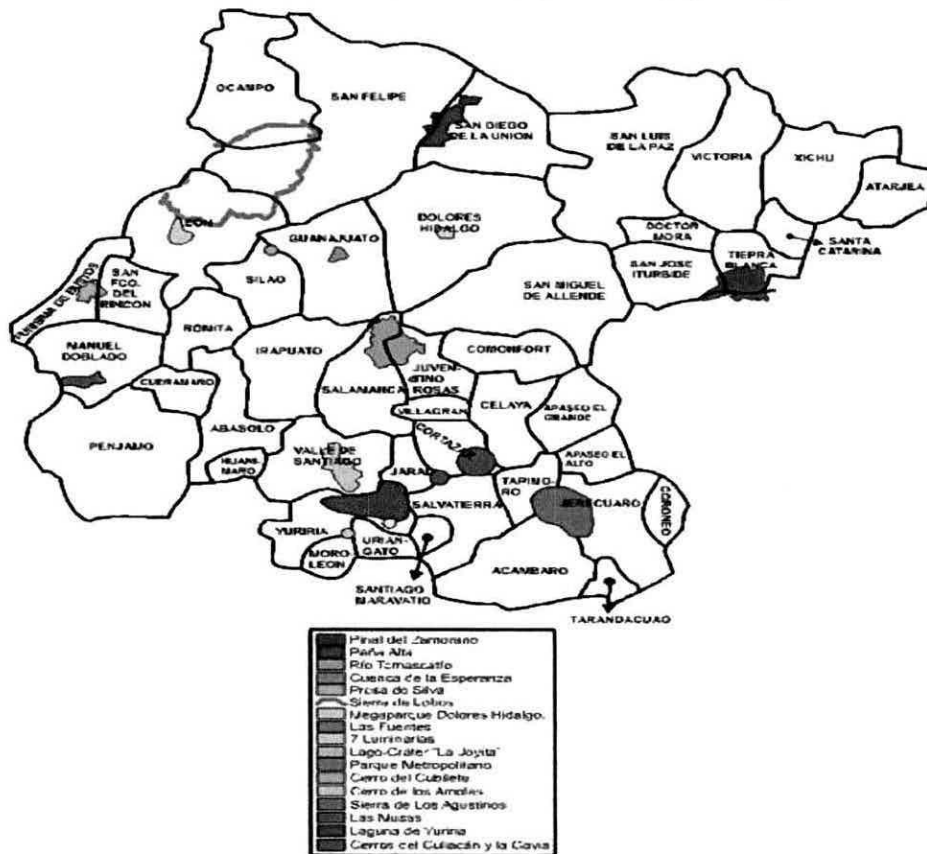 OCAMPO
SAN FELIPE
SAN DIEGO
DE LA UNION
SAN LUIS
DE LA PAZ
VICTORIA
XICHU
ATARJEA
LEON
GUANAJUATO
DOLORES
HIDALGO
DOCTOR
MORA
TIERRA
BLANCA
SANTA
CATARINA
SAN
FCO.
DEL
RINCON
SILAO
SAN JOSE
ITURBIDE
SAN MIGUEL
DE ALLENDE
ROMITA
MANUEL
DOBLADO
IRAPUATO
COMONFORT
CUERAMARO
SALAMANCA
JUVEN-
TINO
ROSAS
VILLAGRAN
CELAYA
APASEO EL
GRANDE
PENJAMO
ABASOLO
CORTAZAR
HUANI-
MARO
VALLE DE
SANTIAGO
JARAL
APASEO EL
ALTO
TARIMO-
RO
JERECUARO
CORONEO
SALVATIERRA
YURIRIA
URIAN-
GATO
MORO-
LEON
ACAMBARO
SANTIAGO
MARAVATIO
TARANDACUAO
Pinal del Zamorano
Peña Alta
Río Temascatío
Cuenca de la Esperanza
Presa de Silva
Sierra de Lobos
Megaparque Dolores Hidalgo.
Las Fuentes
7 Luminarias
Lago-Cráter "La Joyita"
Parque Metropolitano
Cerro del Cubilete
Cerro de los Amoles
Sierra de Los Agustinos
Las Musas
Laguna de Yuriria
Cerros del Culiacán y la Gavia